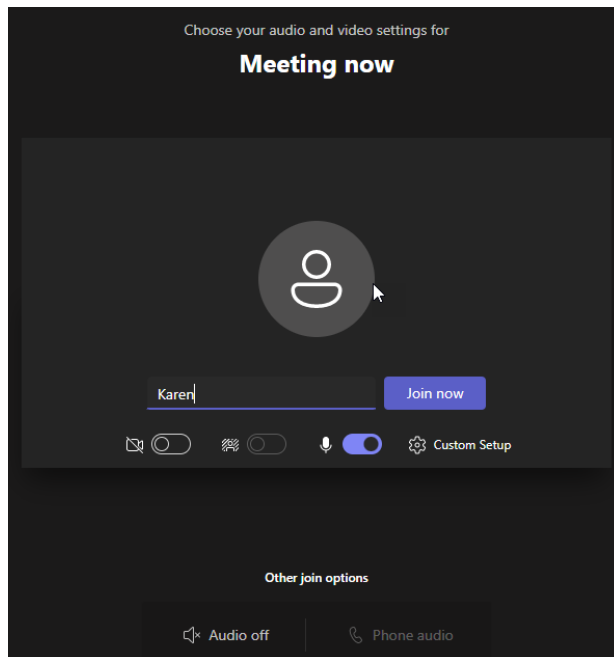 Choose your audio and video settings for
Meeting now
Karen
Join now
Custom Setup
Other join options
Audio off
Phone audio